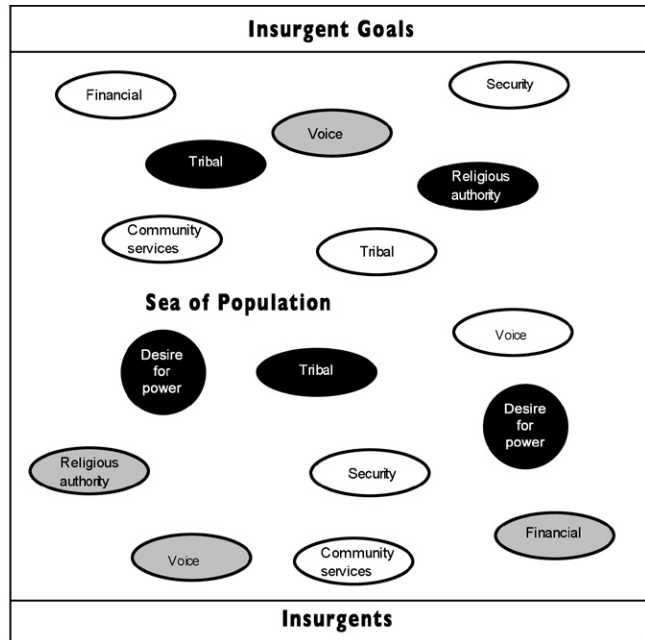 Insurgent Goals
Financial
Security
Voice
Tribal
Religious
authority
Community
services
Tribal
Sea of Population
Voice
Desire
for
power
Tribal
Desire
for
power
Religious
authority
Security
Financial
Voice
Community
services
Insurgents